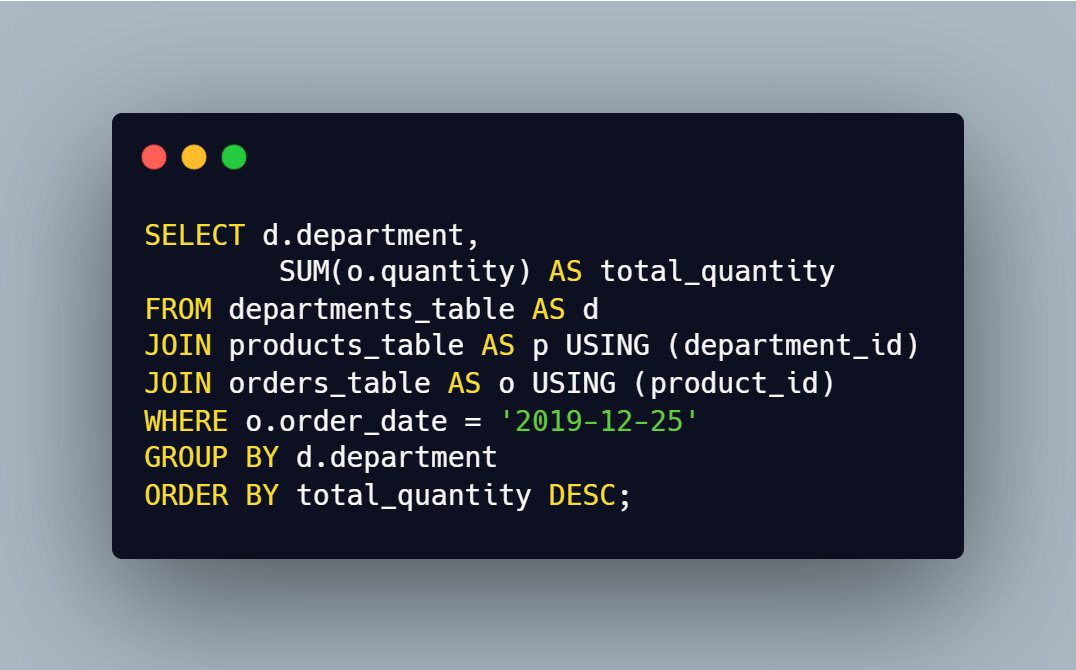 SELECT d.department,
        SUM(o.quantity) AS total_quantity
FROM departments_table AS d
JOIN products_table AS p USING (department_id)
JOIN orders_table AS o USING (product_id)
WHERE o.order_date = '2019-12-25'
GROUP BY d.department
ORDER BY total_quantity DESC;